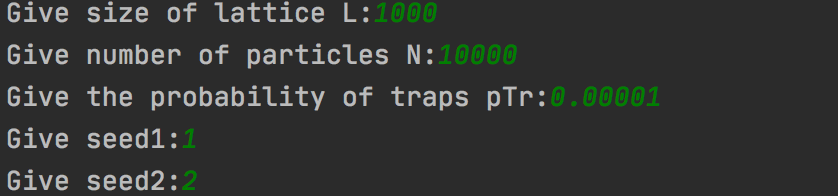 Give size of lattice L:1000
Give number of particles N:10000
Give the probability of traps pTr:0.00001
Give seed1:1
Give seed2:2